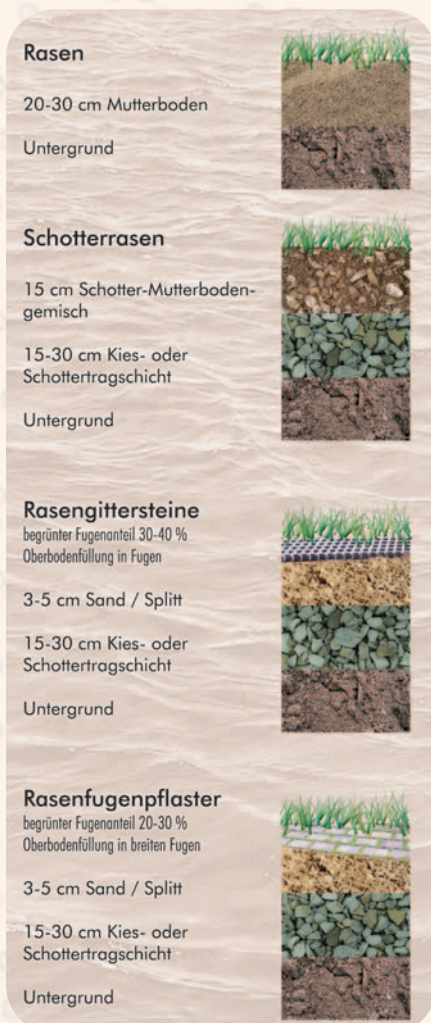 Rasen
20-30 cm Mutterboden
Untergrund
Schotterrasen
15 cm Schotter-Mutterboden-
gemisch
15-30 cm Kies- oder
Schottertragschicht
Untergrund
Rasengittersteine
begrünter Fugenanteil 30-40 %
Oberbodenfüllung in Fugen
3-5 cm Sand / Splitt
15-30 cm Kies- oder
Schottertragschicht
Untergrund
Rasenfugenpflaster
begrünter Fugenanteil 20-30 %
Oberbodenfüllung in breiten Fugen
3-5 cm Sand / Splitt
15-30 cm Kies- oder
Schottertragschicht
Untergrund